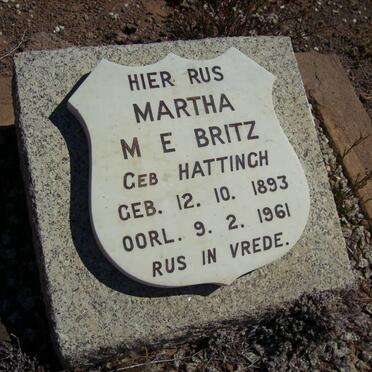 HIER RUS
MARTHA
M E BRITZ
GEB HATTINGH
GEB. 12. 10. 1893
OORL. 9. 2. 1961
RUS IN VREDE.